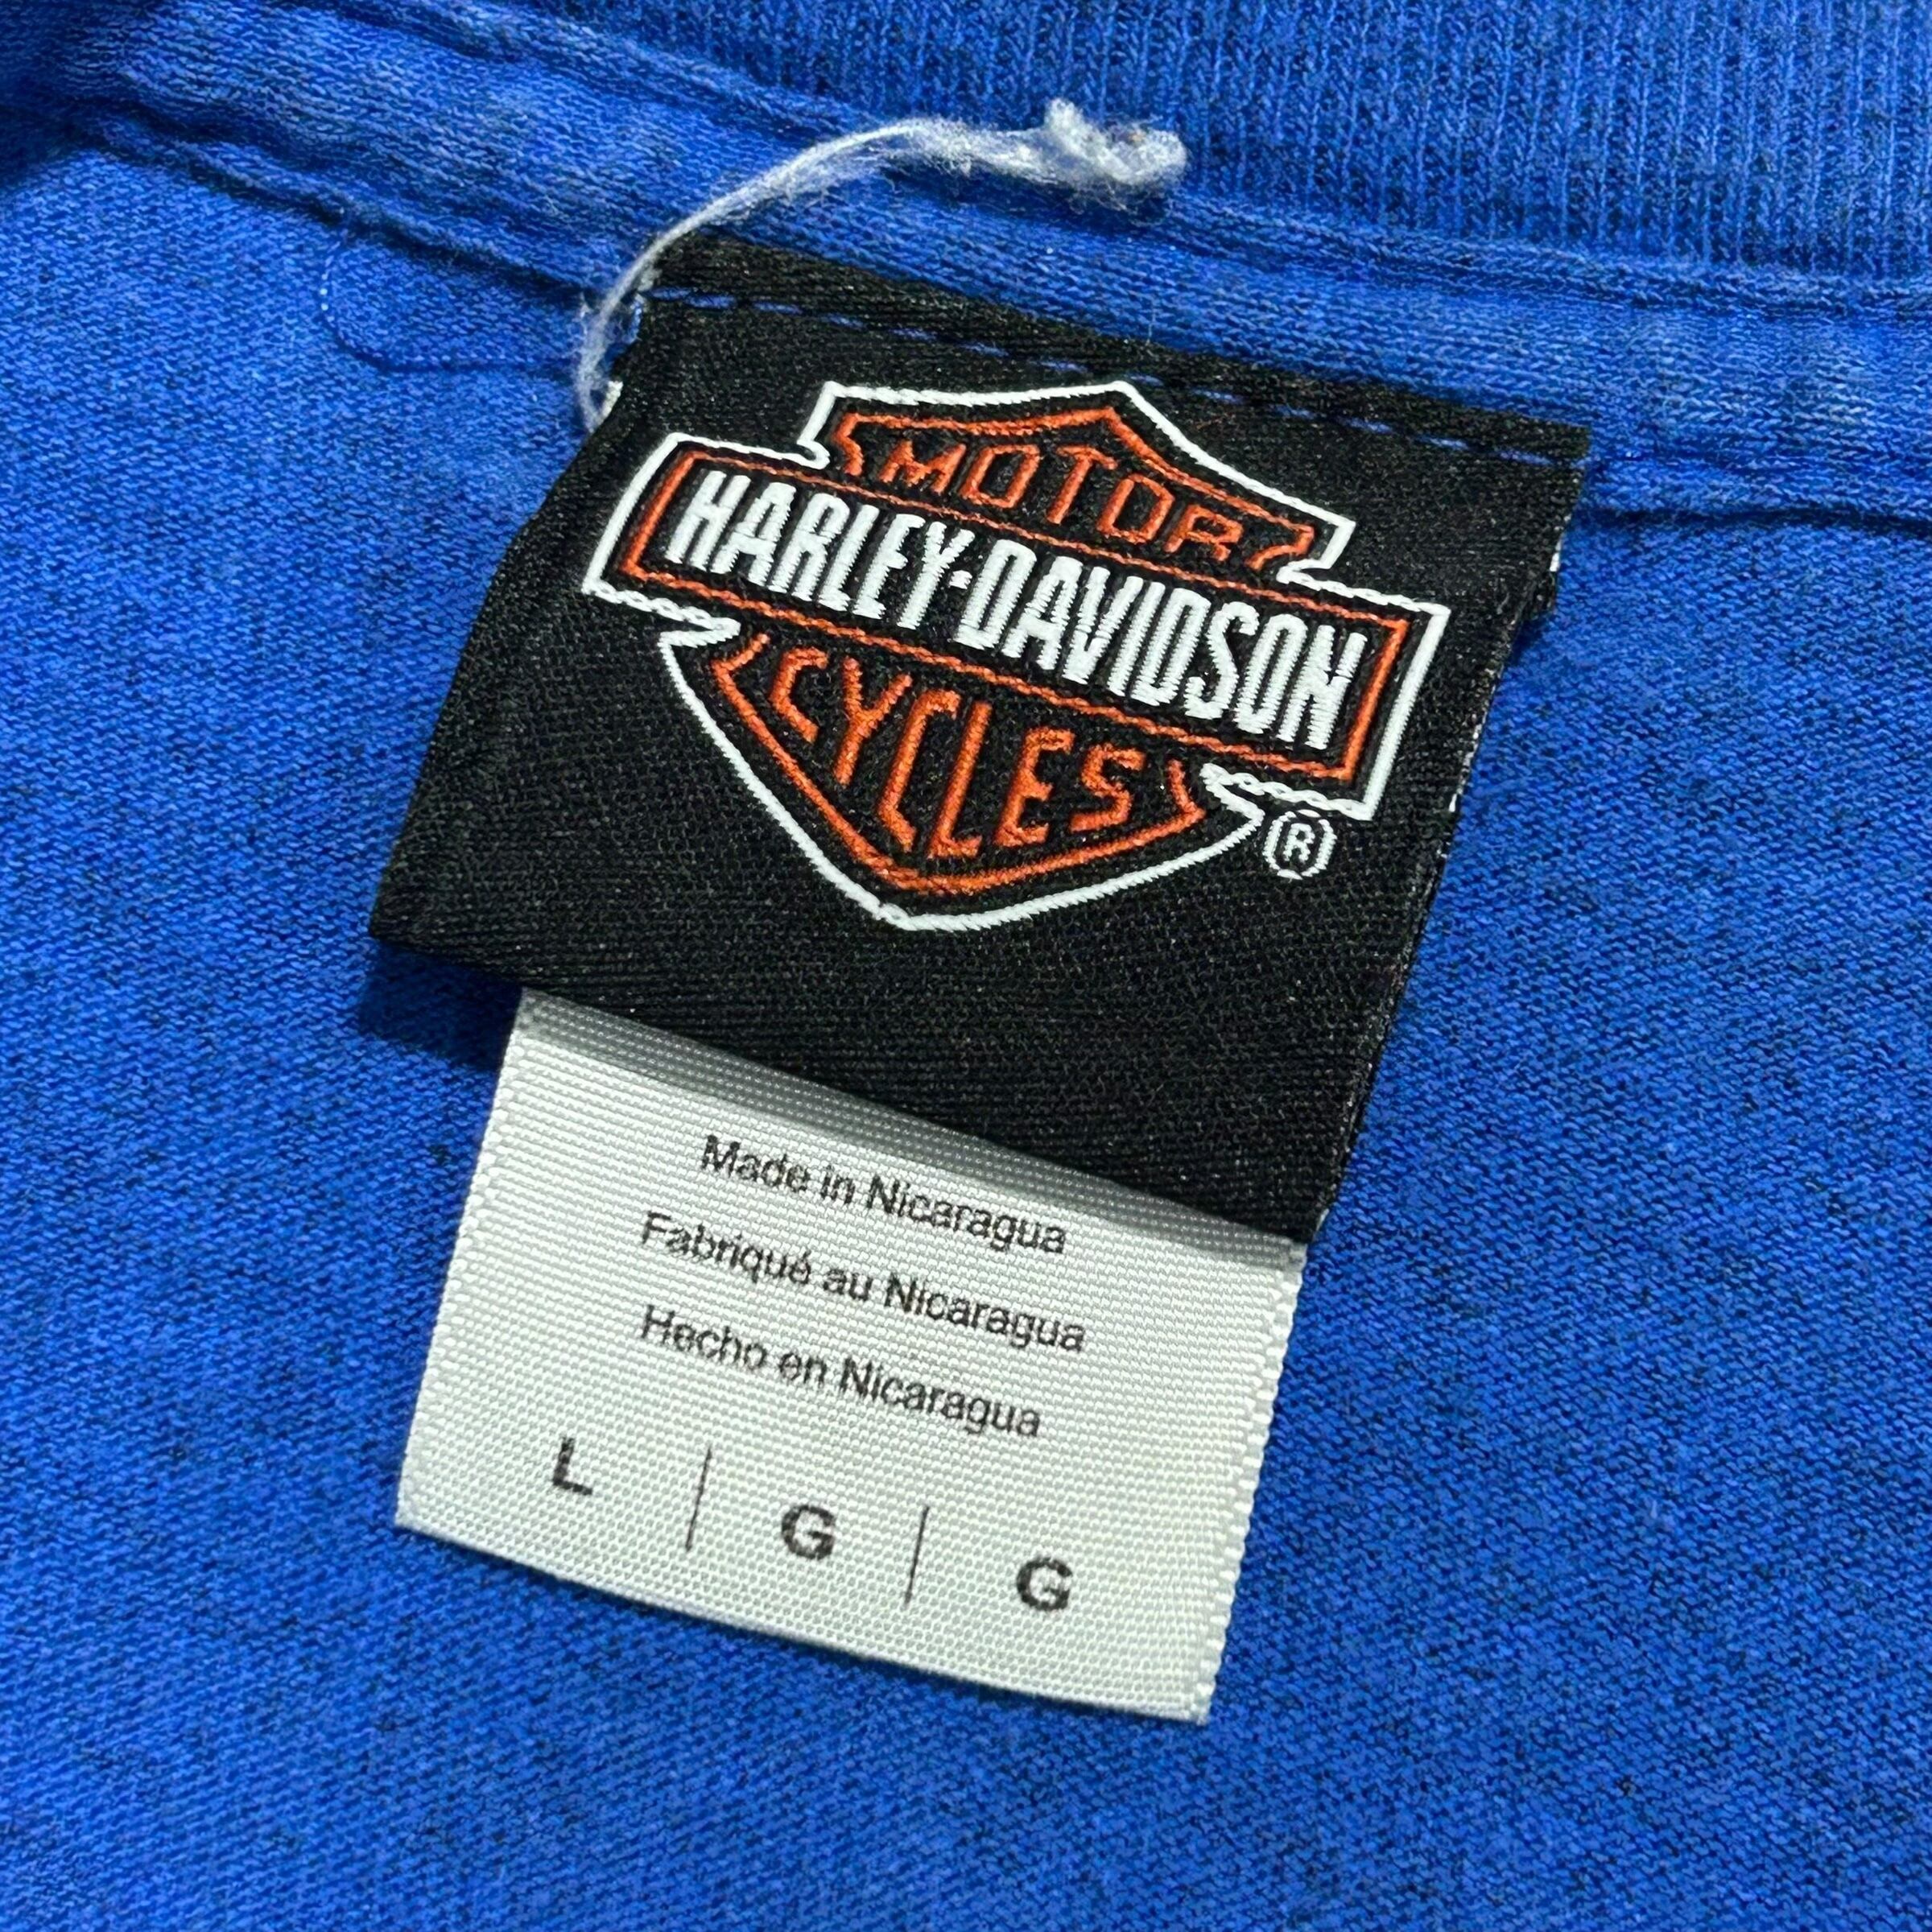 MOTOR
HARLEY-DAVIDSON
CYCLES
®
Made in Nicaragua
Fabriqué au Nicaragua
Hecho en Nicaragua
L | G | G